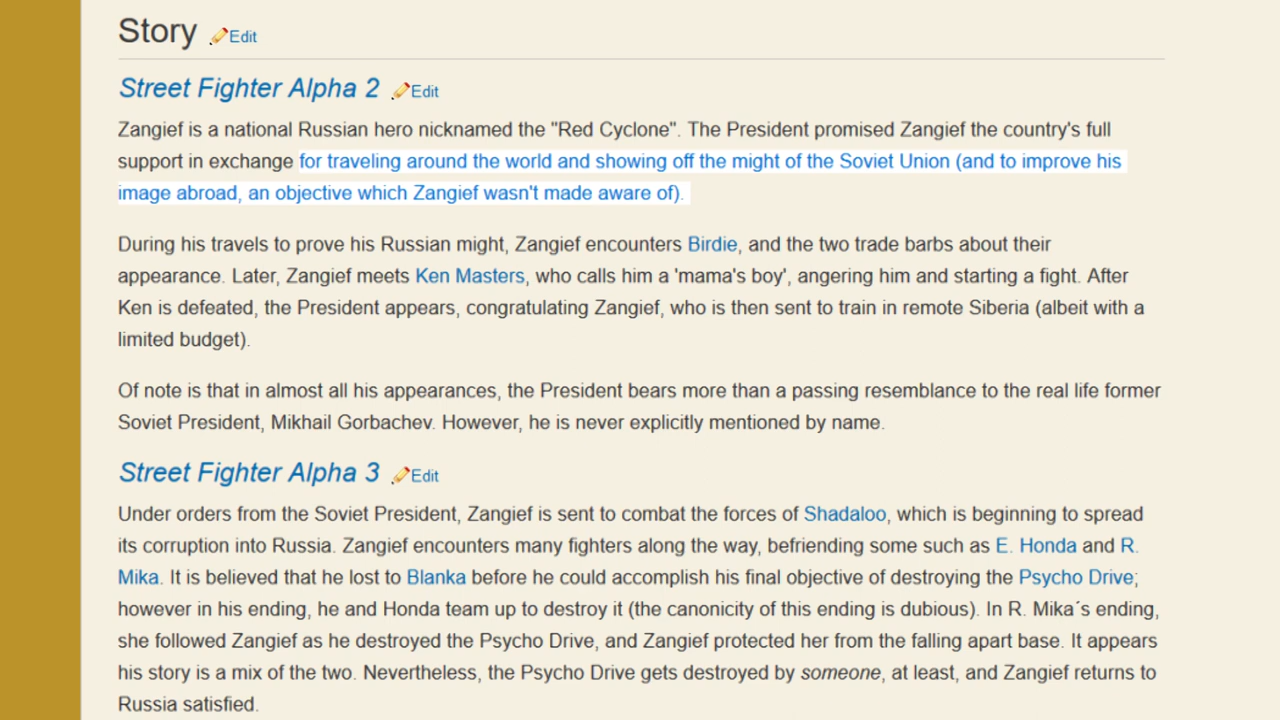 Story Edit
Street Fighter Alpha 2 Edit
Zangief is a national Russian hero nicknamed the "Red Cyclone". The President promised Zangief the country's full
support in exchange for traveling around the world and showing off the might of the Soviet Union (and to improve his
image abroad, an objective which Zangief wasn't made aware of).
During his travels to prove his Russian might, Zangief encounters Birdie, and the two trade barbs about their
appearance. Later, Zangief meets Ken Masters, who calls him a 'mama's boy', angering him and starting a fight. After
Ken is defeated, the President appears, congratulating Zangief, who is then sent to train in remote Siberia (albeit with a
limited budget).
Of note is that in almost all his appearances, the President bears more than a passing resemblance to the real life former
Soviet President, Mikhail Gorbachev. However, he is never explicitly mentioned by name.
Street Fighter Alpha 3 Edit
Under orders from the Soviet President, Zangief is sent to combat the forces of Shadaloo, which is beginning to spread
its corruption into Russia. Zangief encounters many fighters along the way, befriending some such as E. Honda and R.
Mika. It is believed that he lost to Blanka before he could accomplish his final objective of destroying the Psycho Drive;
however in his ending, he and Honda team up to destroy it (the canonicity of this ending is dubious). In R. Mika´s ending,
she followed Zangief as he destroyed the Psycho Drive, and Zangief protected her from the falling apart base. It appears
his story is a mix of the two. Nevertheless, the Psycho Drive gets destroyed by someone, at least, and Zangief returns to
Russia satisfied.